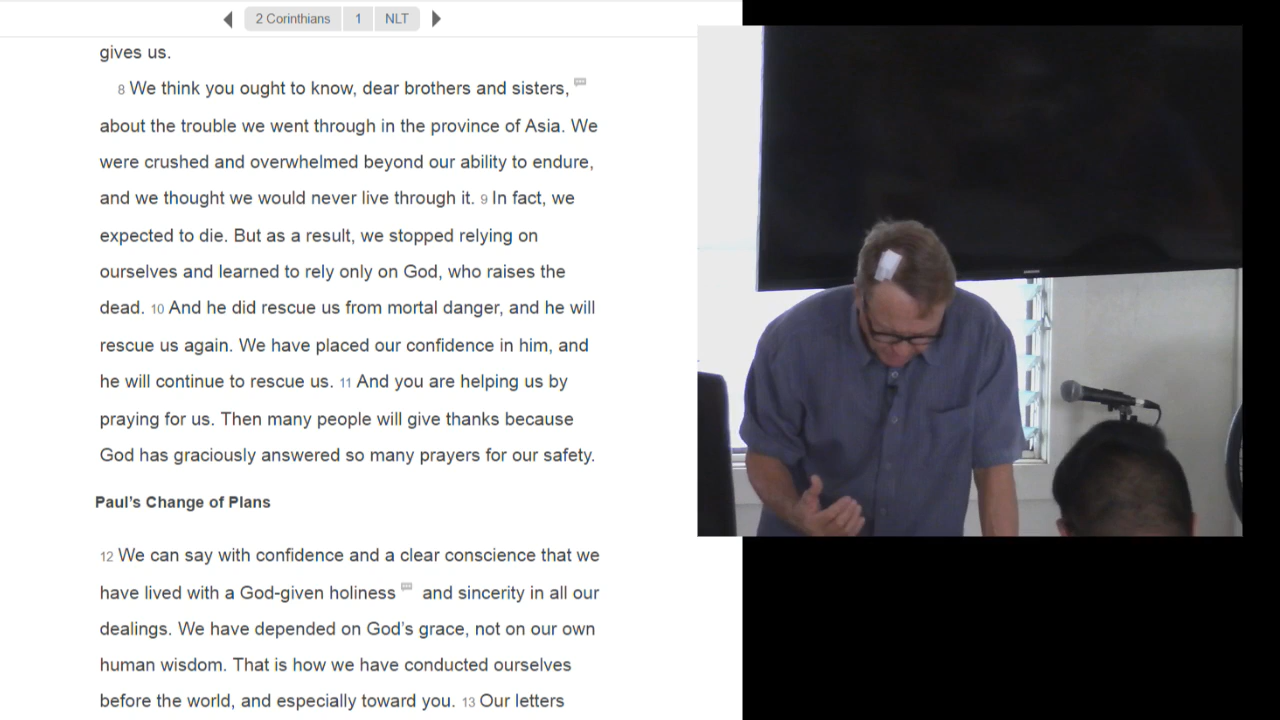 2 Corinthians 1 NLT
gives us.
8 We think you ought to know, dear brothers and sisters,
about the trouble we went through in the province of Asia. We
were crushed and overwhelmed beyond our ability to endure,
and we thought we would never live through it. 9 In fact, we
expected to die. But as a result, we stopped relying on
ourselves and learned to rely only on God, who raises the
dead. 10 And he did rescue us from mortal danger, and he will
rescue us again. We have placed our confidence in him, and
he will continue to rescue us. 11 And you are helping us by
praying for us. Then many people will give thanks because
God has graciously answered so many prayers for our safety.
Paul’s Change of Plans
12 We can say with confidence and a clear conscience that we
have lived with a God-given holiness and sincerity in all our
dealings. We have depended on God’s grace, not on our own
human wisdom. That is how we have conducted ourselves
before the world, and especially toward you. 13 Our letters